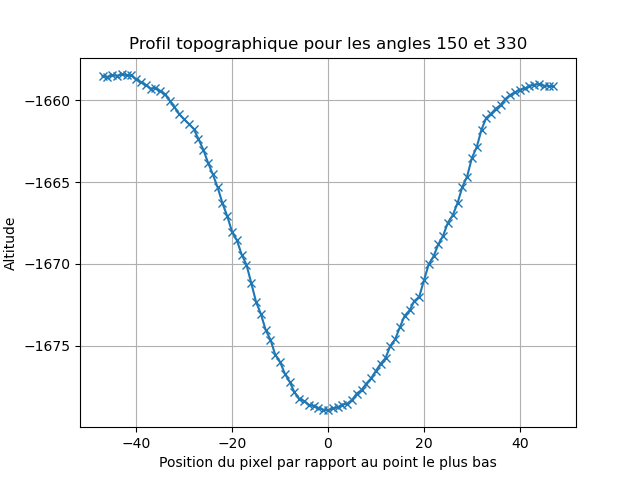 Profil topographique pour les angles 150 et 330
−1660
−1665
−1670
−1675
Altitude
−40 −20 0 20 40
Position du pixel par rapport au point le plus bas